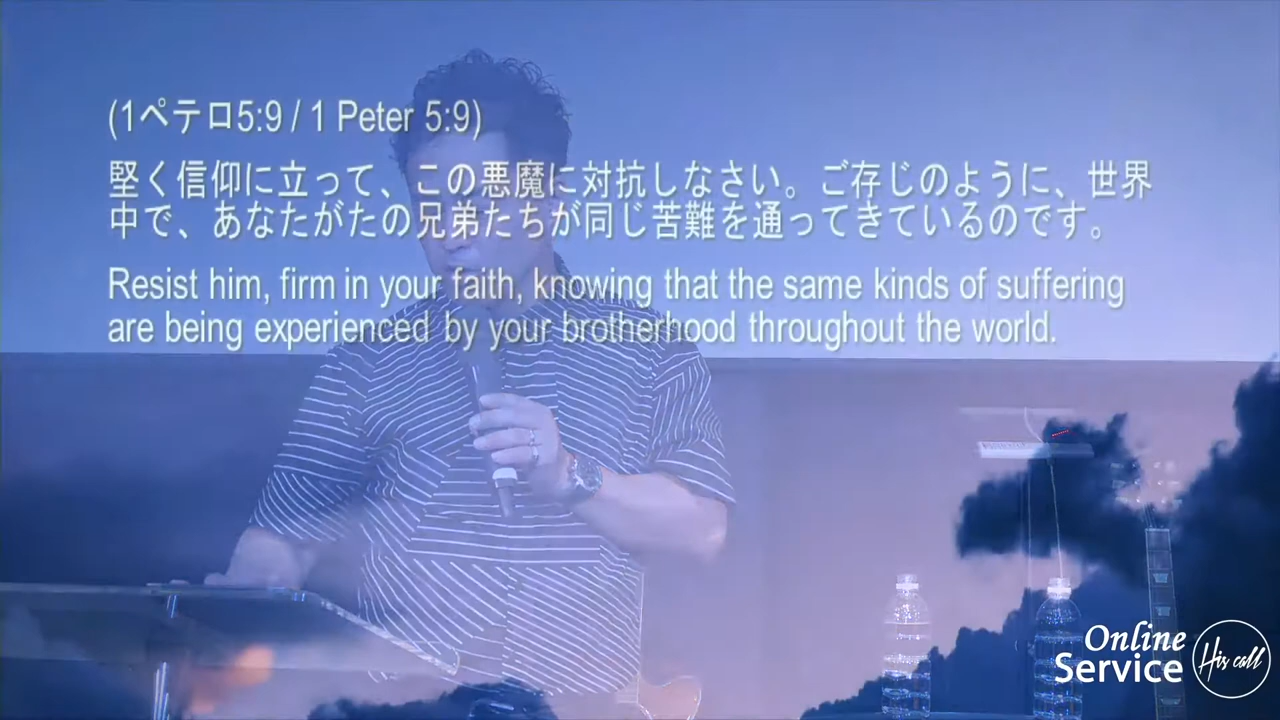 (1ペテロ5:9 / 1 Peter 5:9)
堅く信仰に立って、この悪魔に対抗しなさい。ご存じのように、世界
中で、あなたがたの兄弟たちが同じ苦難を通ってきているのです。
Resist him, firm in your faith, knowing that the same kinds of suffering
are being experienced by your brotherhood throughout the world.
Online
Service
His call